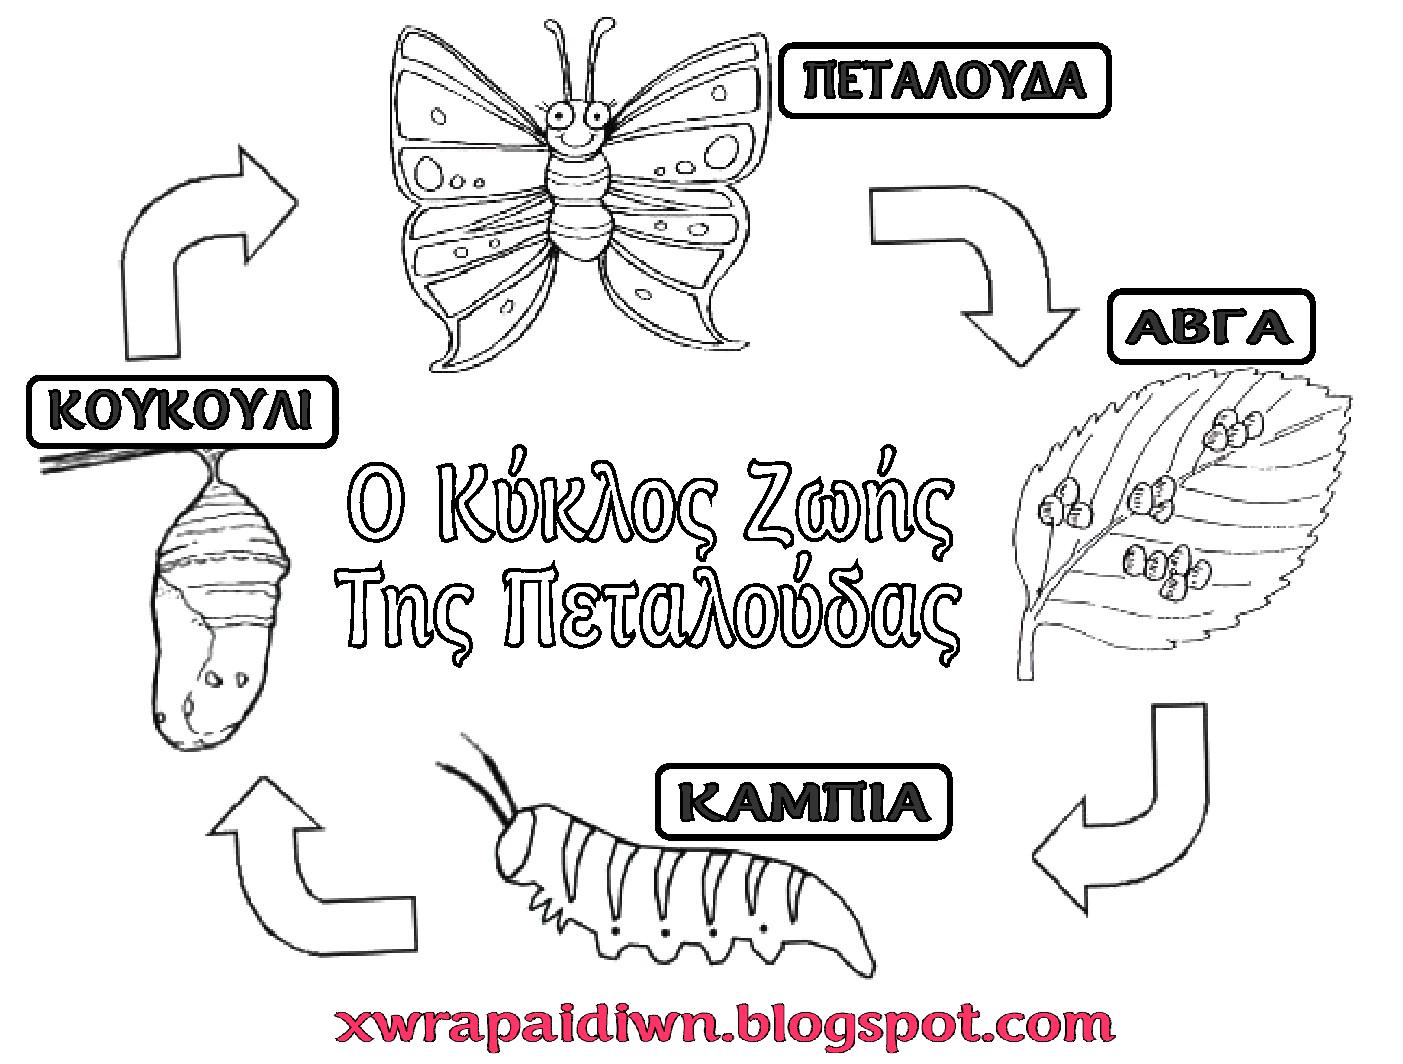 ΠΕΤΑΛΟΥΔΑ
ΑΒΓΑ
ΚΟΥΚΟΥΛΙ
Ο Κύκλος Ζωής
Της Πεταλούδας
ΚΑΜΠΙΑ
xwrapaidiwn.blogspot.com